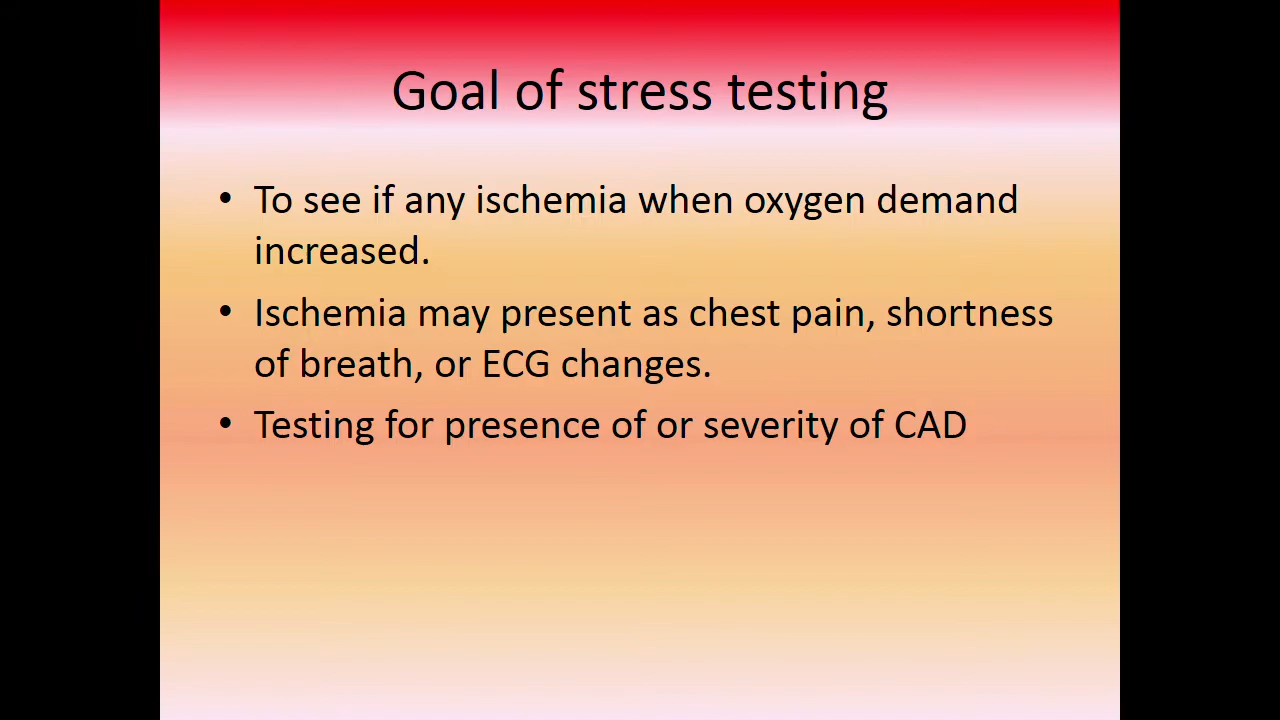 Goal of stress testing
• To see if any ischemia when oxygen demand
increased.
• Ischemia may present as chest pain, shortness
of breath, or ECG changes.
• Testing for presence of or severity of CAD